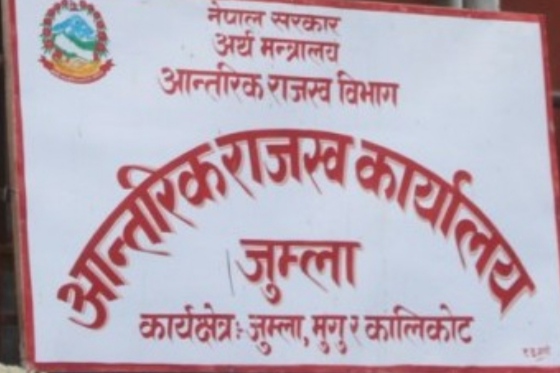 नेपाल सरकार
अर्थ मन्त्रालय
आन्तरिक राजस्व विभाग
आन्तरिक राजस्व कार्यालय
जुम्ला
कार्यक्षेत्र : जुम्ला, मुगु र कालिकोट